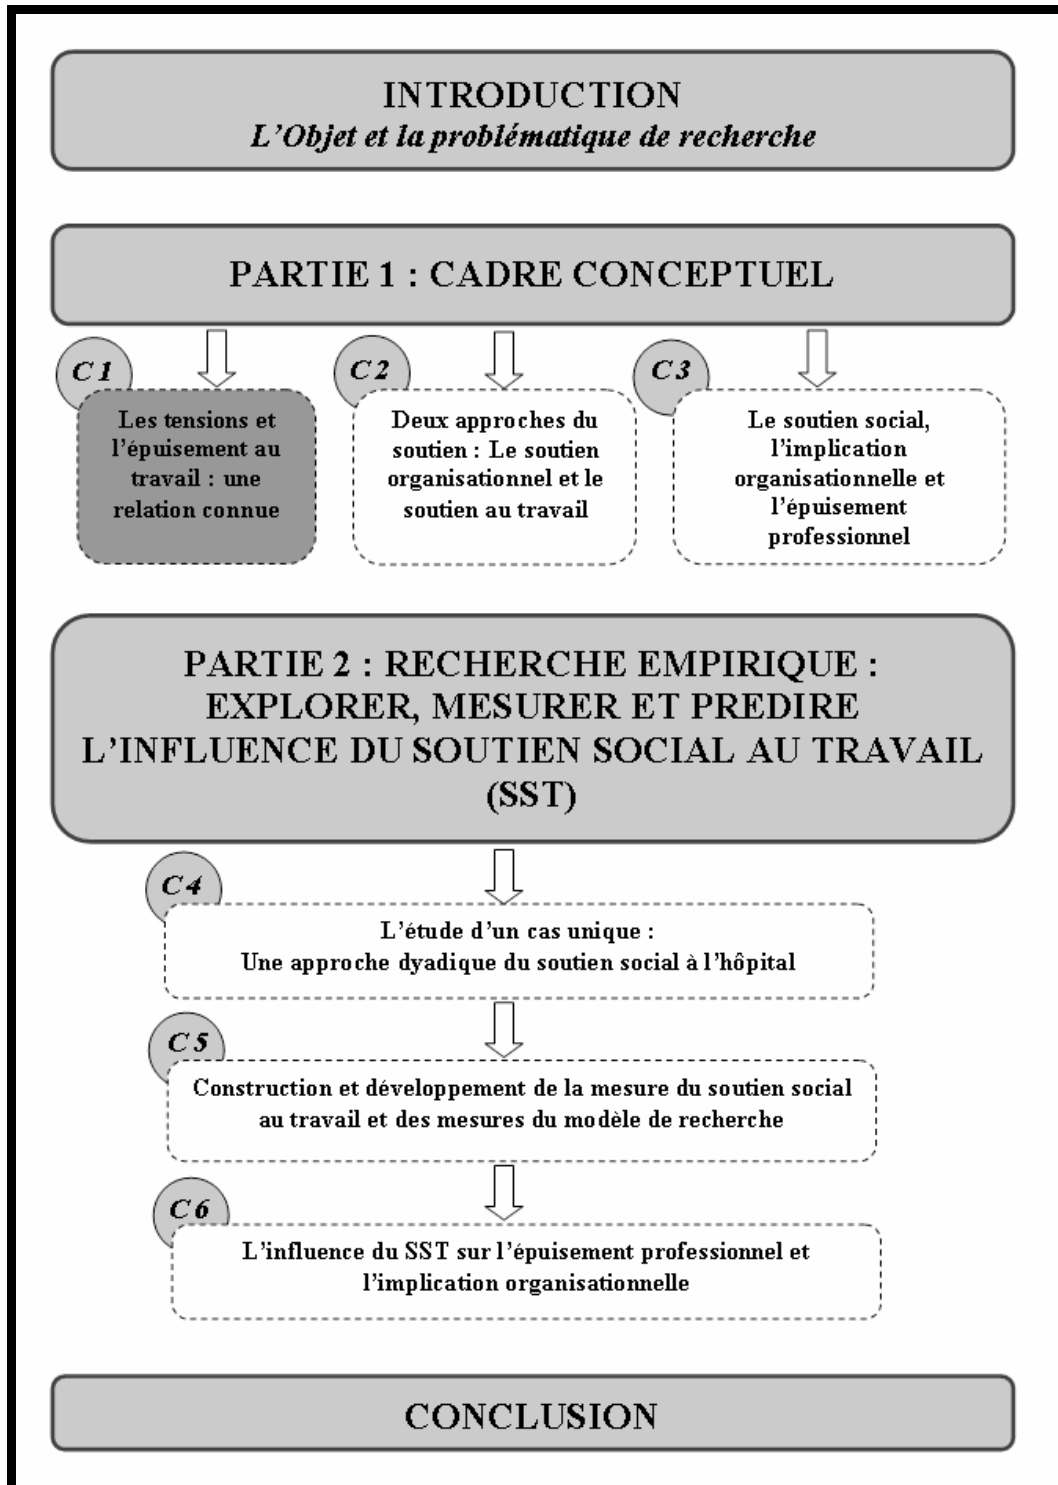 INTRODUCTION
L'Objet et la problématique de recherche
PARTIE 1 : CADRE CONCEPTUEL
C1
Les tensions et
l'épuisement au
travail : une
relation connue
C2
Deux approches du
soutien : Le soutien
organisationnel et le
soutien au travail
C3
Le soutien social,
l'implication
organisationnelle et
l'épuisement
professionnel
PARTIE 2 : RECHERCHE EMPIRIQUE :
EXPLORER, MESURER ET PREDIRE
L'INFLUENCE DU SOUTIEN SOCIAL AU TRAVAIL
(SST)
C4
L'étude d'un cas unique :
Une approche dyadique du soutien social à l'hôpital
C5
Construction et développement de la mesure du soutien social
au travail et des mesures du modèle de recherche
C6
L'influence du SST sur l'épuisement professionnel et
l'implication organisationnelle
CONCLUSION